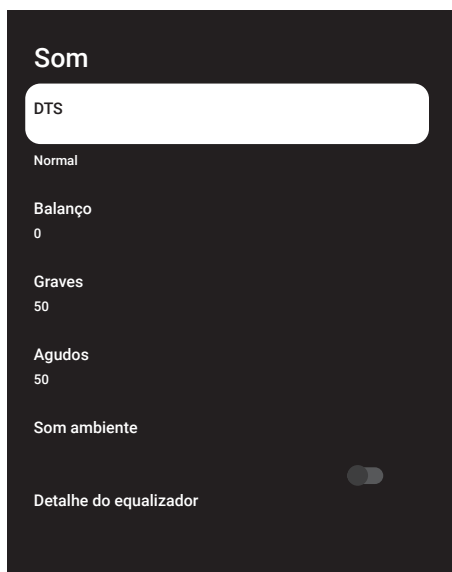 Som
DTS
Normal
Balanço
0
Graves
50
Agudos
50
Som ambiente
Detalhe do equalizador